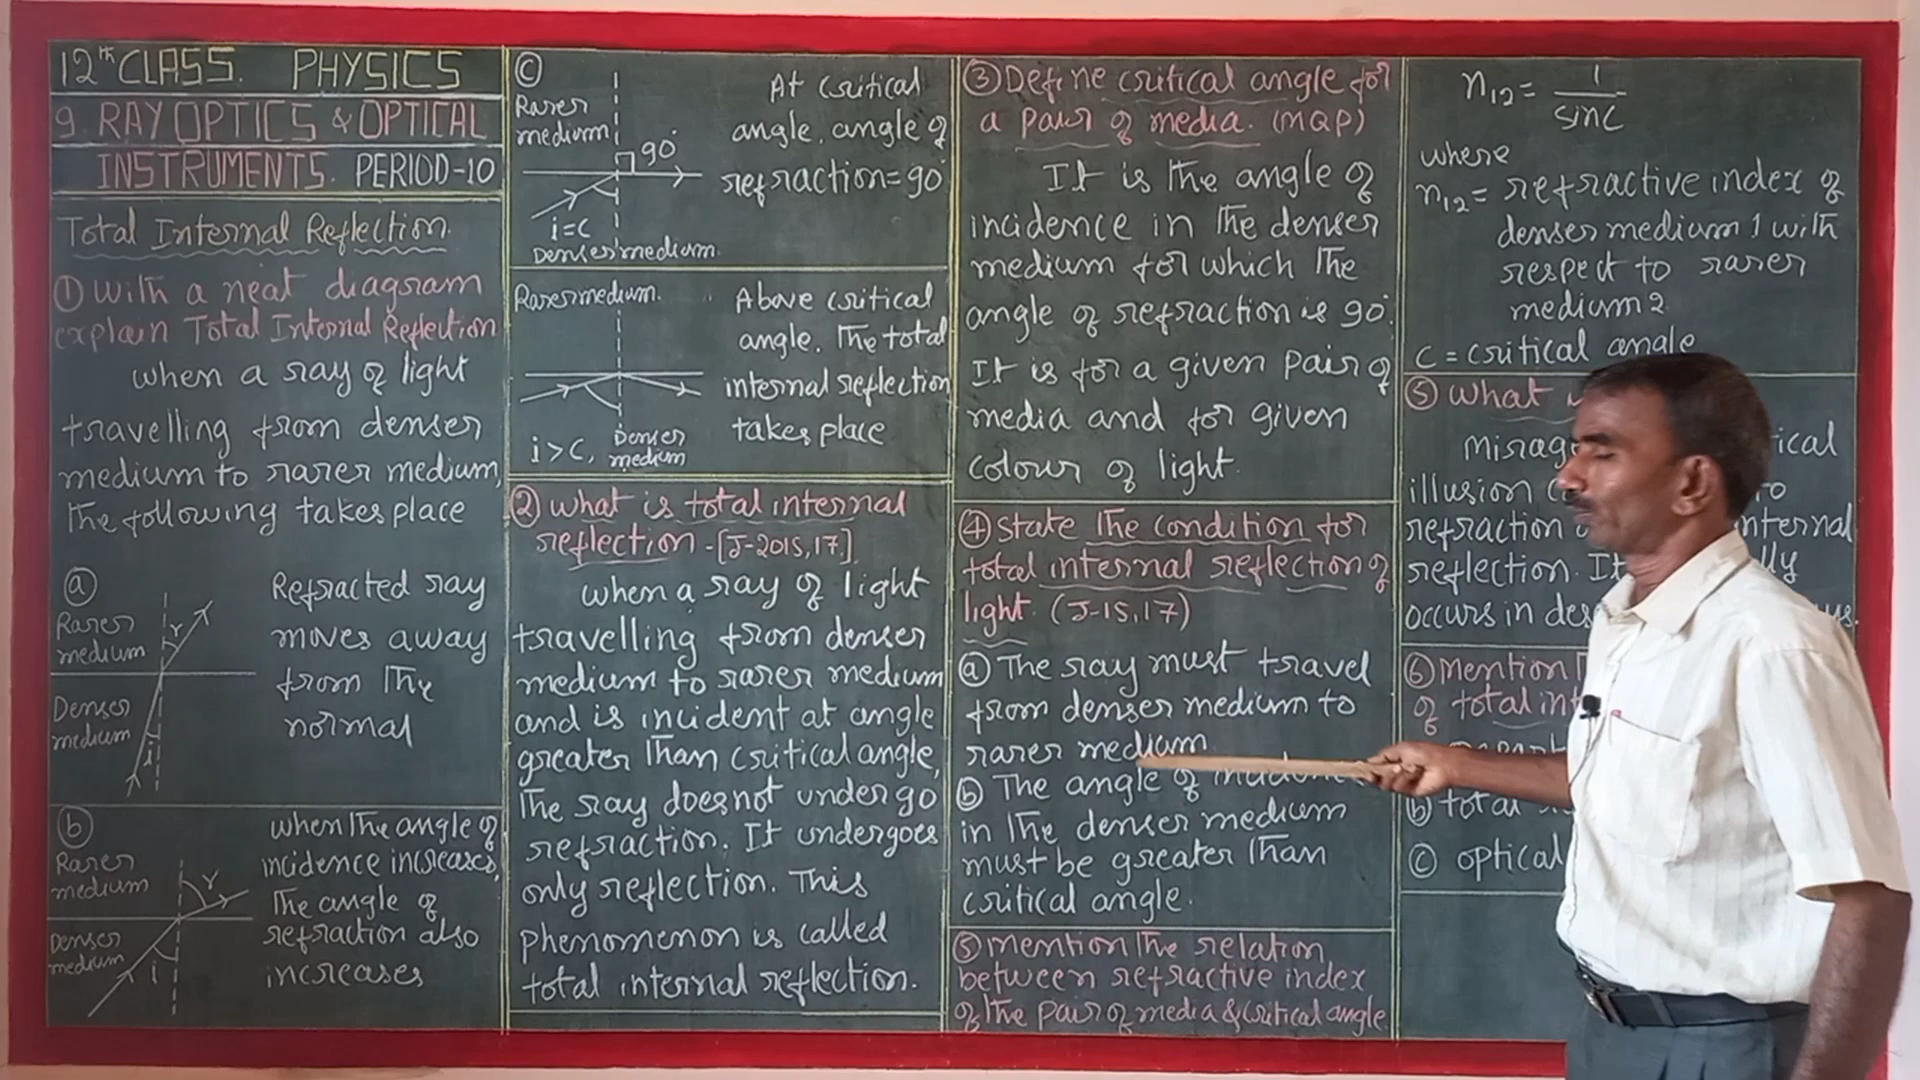 12th CLASS. PHYSICS
9. RAY OPTICS & OPTICAL
INSTRUMENTS. PERIOD-10
Total Internal Reflection.
① with a neat diagram
explain Total Internal Reflection
when a ray of light
travelling from denser
medium to rarer medium,
the following takes place
ⓐ
Rarer
medium
r
Denser
medium
i
Refracted ray
moves away
from the
normal
ⓑ
Rarer
medium
r
Denser
medium
i
when the angle of
incidence increases,
The angle of
refraction also
increases
ⓒ
Rarer
medium
90°
i=c
Denser medium
At critical
angle, angle of
refraction=90°
Rarer medium.
i>c,
Denser
medium
Above critical
angle. The total
internal reflection
takes place
② what is total internal
reflection -[J-2015,17].
when a ray of light
travelling from denser
medium to rarer medium
and is incident at angle
greater than critical angle,
The ray does not undergo
refraction. It undergoes
only reflection. This
phenomenon is called
total internal reflection.
③ Define critical angle for
a pair of media. (MQP)
It is the angle of
incidence in the denser
medium for which the
angle of refraction is 90°.
It is for a given pair of
media and for given
colour of light.
④ state the condition for
total internal reflection of
light. (J-15,17)
ⓐ The ray must travel
from denser medium to
rarer medium.
ⓑ The angle of
in the denser medium
must be greater than
critical angle.
⑤ mention the relation
between refractive index
of the pair of media & critical angle
n12 = 1/sinc
where
n12 = refractive index of
denser medium 1 with
respect to rarer
medium 2
C = critical angle
⑤ what
illusion
refraction internal
reflection. It
occurs in
⑥ mention
of total
ⓑ total
ⓒ optical